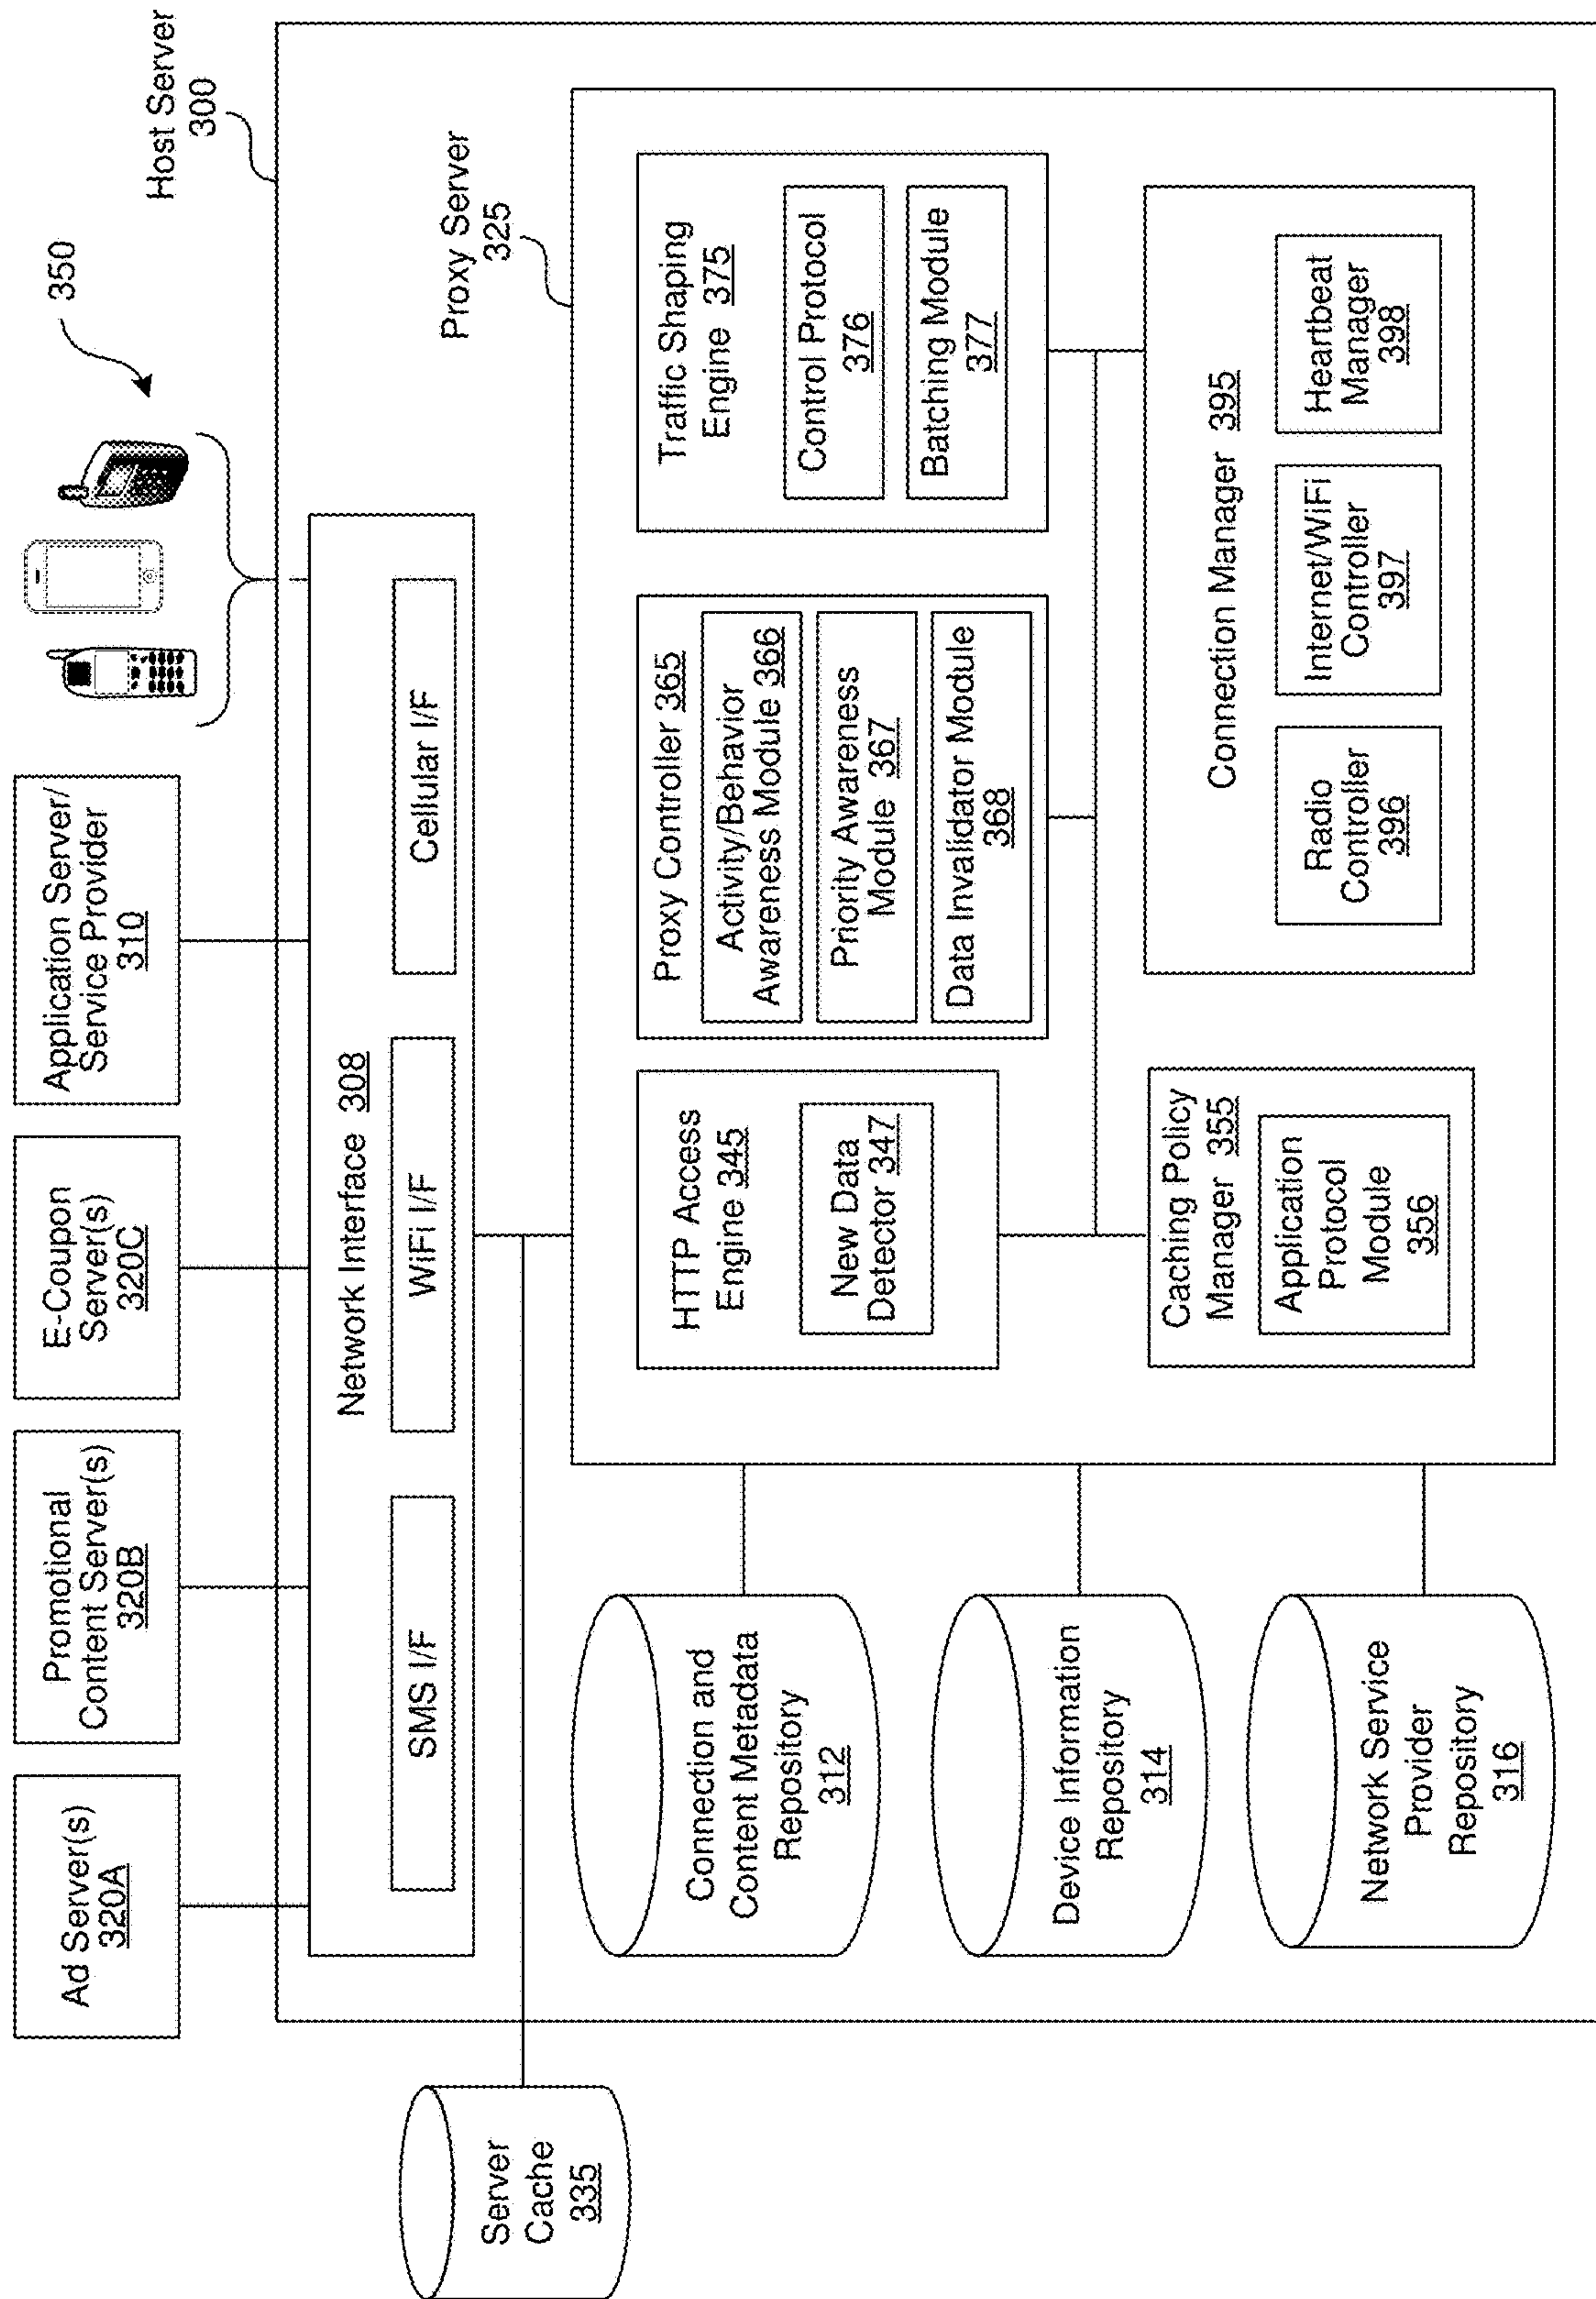 Ad Server(s)
320A
Promotional
Content Server(s)
320B
E-Coupon
Server(s)
320C
Application Server/
Service Provider
310
350
Host Server
300
Network Interface 308
SMS I/F
WiFi I/F
Cellular I/F
Server
Cache
335
Proxy Server
325
Connection and
Content Metadata
Repository
312
Device Information
Repository
314
Network Service
Provider
Repository
316
HTTP Access
Engine 345
New Data
Detector 347
Proxy Controller 365
Activity/Behavior
Awareness Module 366
Priority Awareness
Module 367
Data Invalidator Module
368
Traffic Shaping
Engine 375
Control Protocol
376
Batching Module
377
Caching Policy
Manager 355
Application
Protocol
Module
356
Connection Manager 395
Radio
Controller
396
Internet/WiFi
Controller
397
Heartbeat
Manager
398